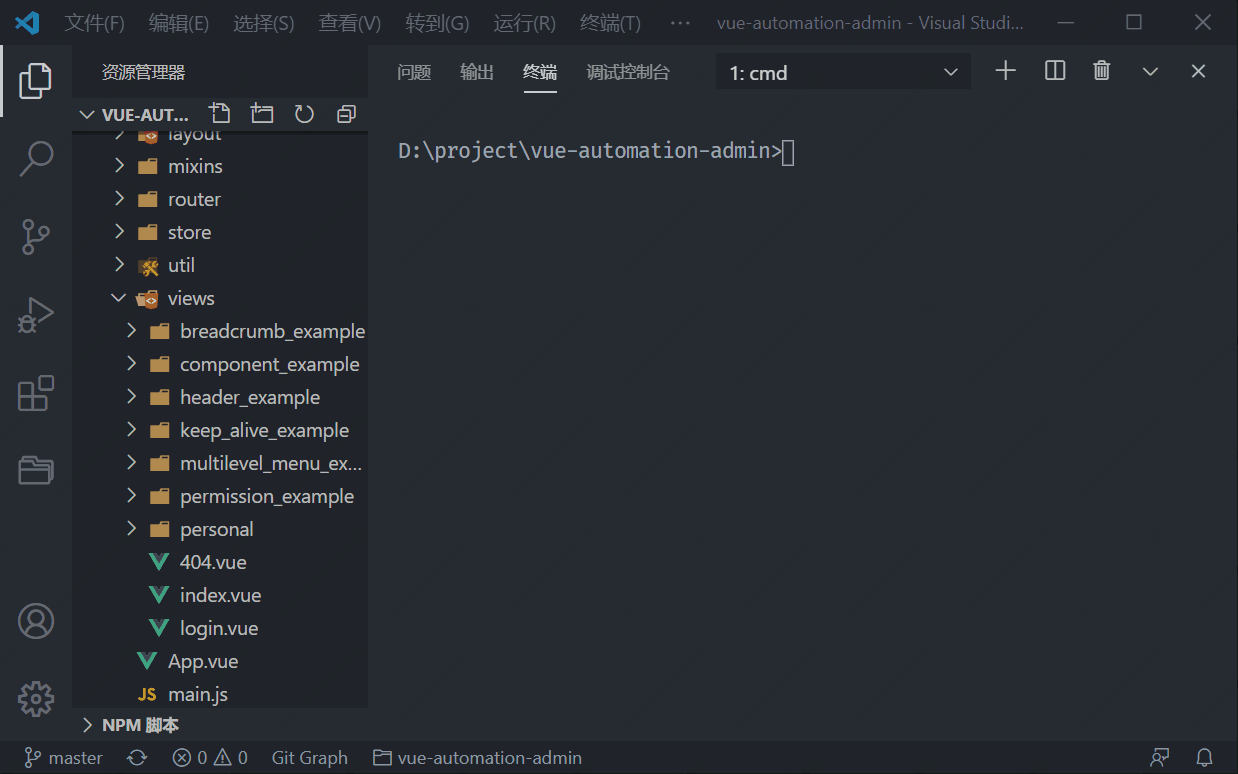 文件(F) 编辑(E) 选择(S) 查看(V) 转到(G) 运行(R) 终端(T) ··· vue-automation-admin - Visual Studi...
资源管理器
VUE-AUT...
layout
mixins
router
store
util
views
breadcrumb_example
component_example
header_example
keep_alive_example
multilevel_menu_ex...
permission_example
personal
404.vue
index.vue
login.vue
App.vue
JS main.js
NPM 脚本
问题 输出 终端 调试控制台 1: cmd
D:\project\vue-automation-admin>
master 0 0 Git Graph vue-automation-admin